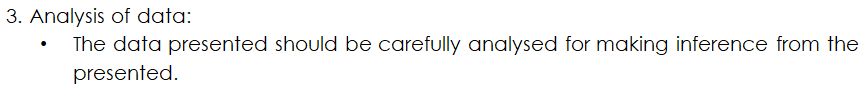 3. Analysis of data:
• The data presented should be carefully analysed for making inference from the
presented.